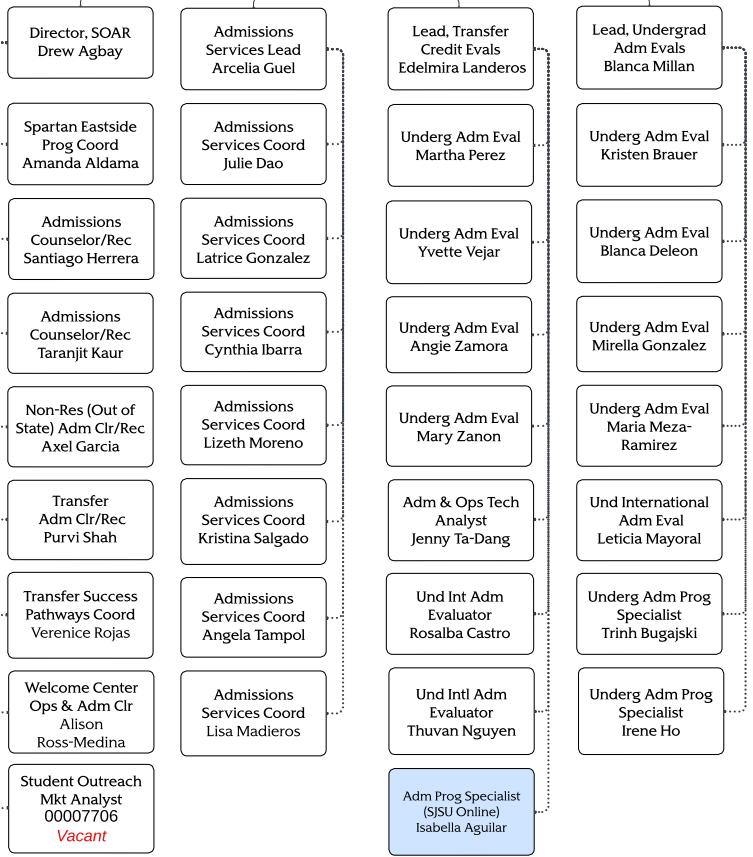 Director, SOAR
Drew Agbay
Spartan Eastside
Prog Coord
Amanda Aldama
Admissions
Counselor/Rec
Santiago Herrera
Admissions
Counselor/Rec
Taranjit Kaur
Non-Res (Out of
State) Adm Clr/Rec
Axel Garcia
Transfer
Adm Clr/Rec
Purvi Shah
Transfer Success
Pathways Coord
Verenice Rojas
Welcome Center
Ops & Adm Clr
Alison
Ross-Medina
Student Outreach
Mkt Analyst
00007706
Vacant
Admissions
Services Lead
Arcelia Guel
Admissions
Services Coord
Julie Dao
Admissions
Services Coord
Latrice Gonzalez
Admissions
Services Coord
Cynthia Ibarra
Admissions
Services Coord
Lizeth Moreno
Admissions
Services Coord
Kristina Salgado
Admissions
Services Coord
Angela Tampol
Admissions
Services Coord
Lisa Madieros
Lead, Transfer
Credit Evals
Edelmira Landeros
Underg Adm Eval
Martha Perez
Underg Adm Eval
Yvette Vejar
Underg Adm Eval
Angie Zamora
Underg Adm Eval
Mary Zanon
Adm & Ops Tech
Analyst
Jenny Ta-Dang
Und Int Adm
Evaluator
Rosalba Castro
Und Intl Adm
Evaluator
Thuvan Nguyen
Adm Prog Specialist
(SJSU Online)
Isabella Aguilar
Lead, Undergrad
Adm Evals
Blanca Millan
Underg Adm Eval
Kristen Brauer
Underg Adm Eval
Blanca Deleon
Underg Adm Eval
Mirella Gonzalez
Underg Adm Eval
Maria Meza-
Ramirez
Und International
Adm Eval
Leticia Mayoral
Underg Adm Prog
Specialist
Trinh Bugajski
Underg Adm Prog
Specialist
Irene Ho